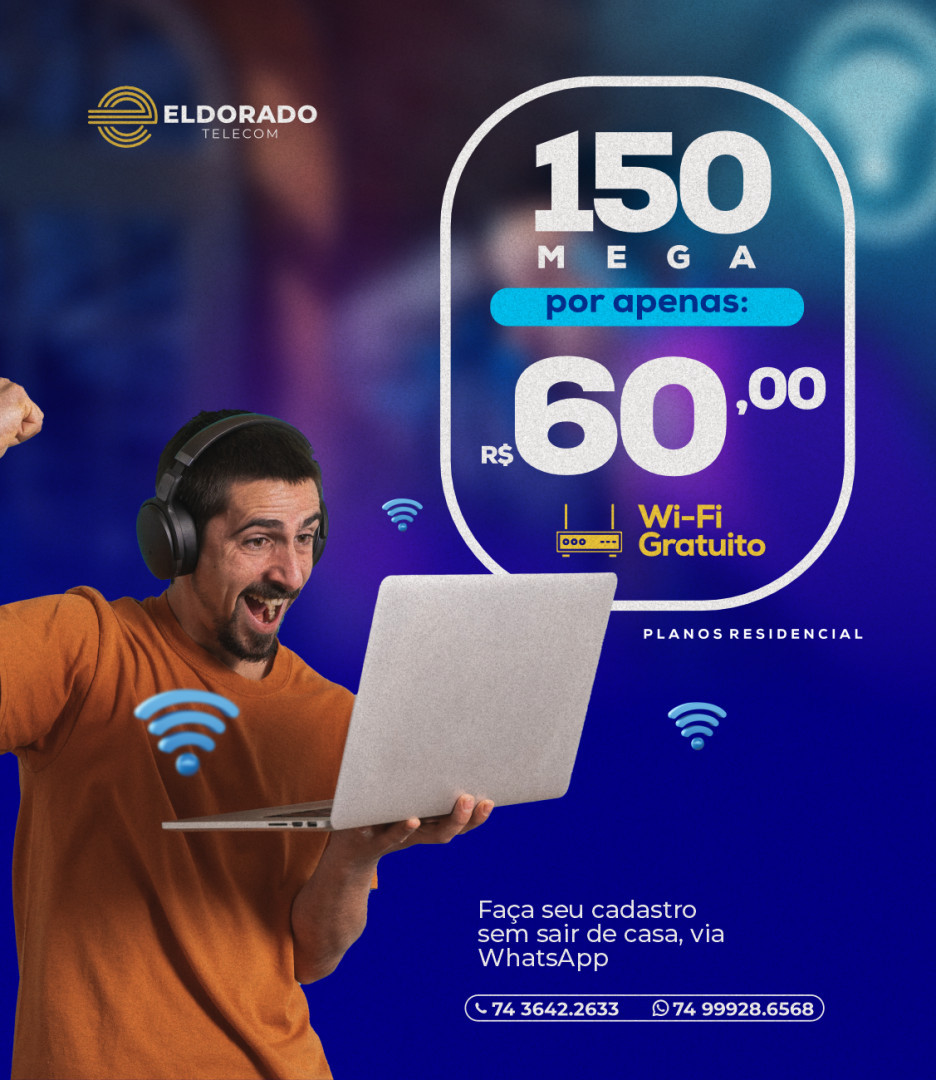 ELDORADO
TELECOM
150
MEGA
por apenas:
R$ 60,00
Wi-Fi
Gratuito
PLANOS RESIDENCIAL
Faça seu cadastro
sem sair de casa, via
WhatsApp
74 3642.2633 74 99928.6568